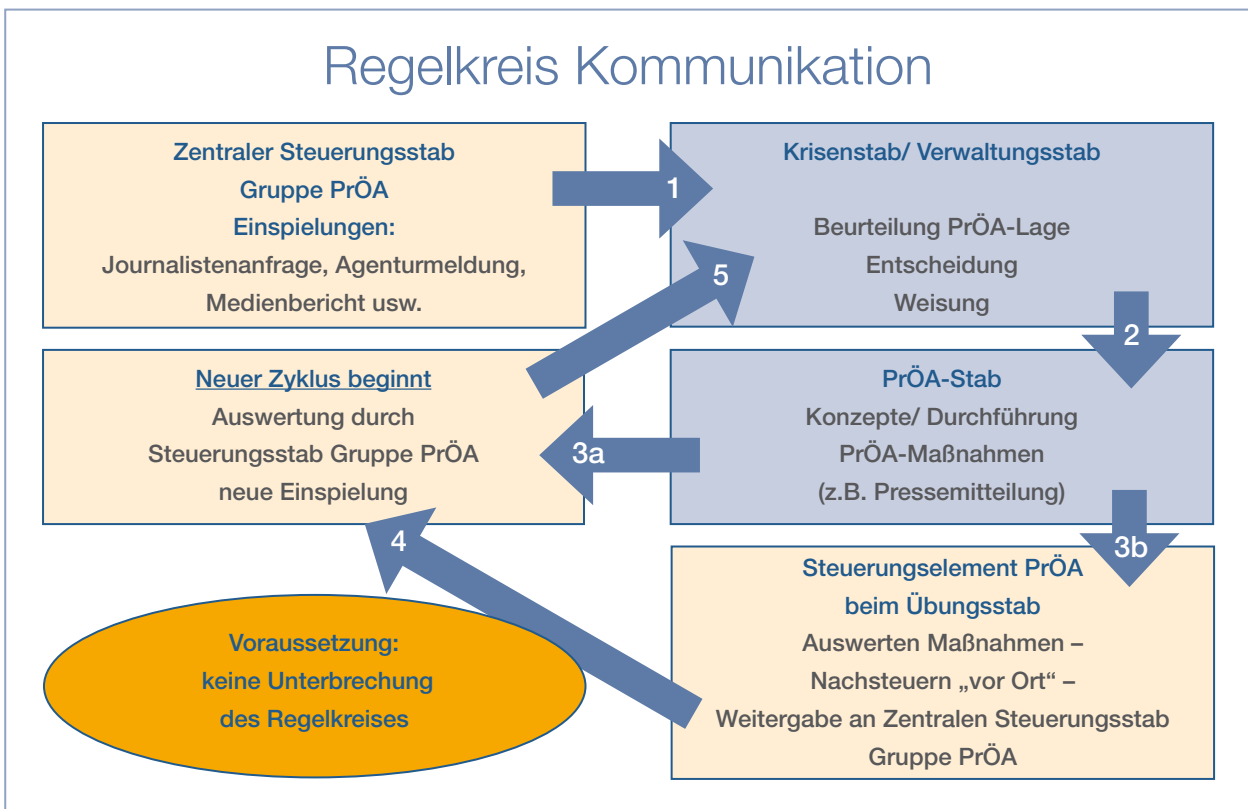 Regelkreis Kommunikation
Zentraler Steuerungsstab
Gruppe PrÖA
Einspielungen:
Journalistenanfrage, Agenturmeldung,
Medienbericht usw.
1
Krisenstab/ Verwaltungsstab
Beurteilung PrÖA-Lage
Entscheidung
Weisung
5
2
Neuer Zyklus beginnt
Auswertung durch
Steuerungsstab Gruppe PrÖA
neue Einspielung
3a
PrÖA-Stab
Konzepte/ Durchführung
PrÖA-Maßnahmen
(z.B. Pressemitteilung)
4
3b
Steuerungselement PrÖA
beim Übungsstab
Auswerten Maßnahmen –
Nachsteuern „vor Ort“ –
Weitergabe an Zentralen Steuerungsstab
Gruppe PrÖA
Voraussetzung:
keine Unterbrechung
des Regelkreises